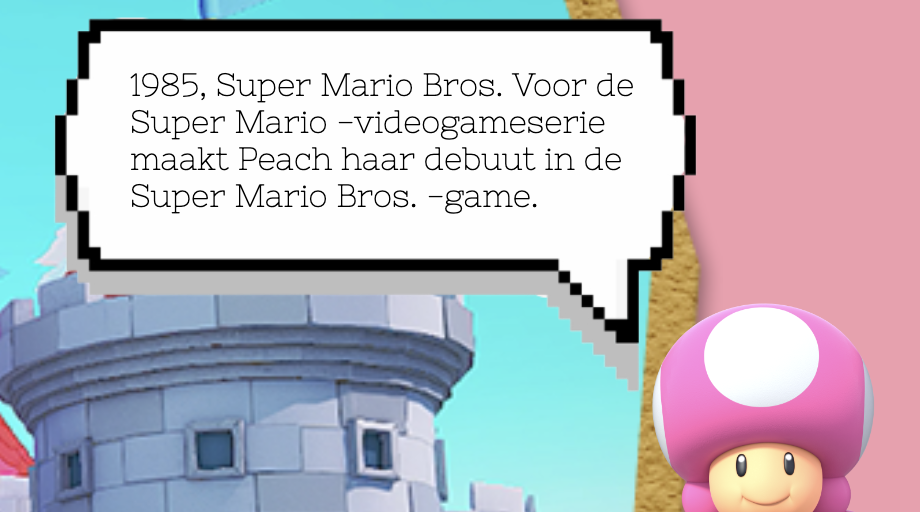 1985, Super Mario Bros. Voor de
Super Mario -videogameserie
maakt Peach haar debuut in de
Super Mario Bros. -game.